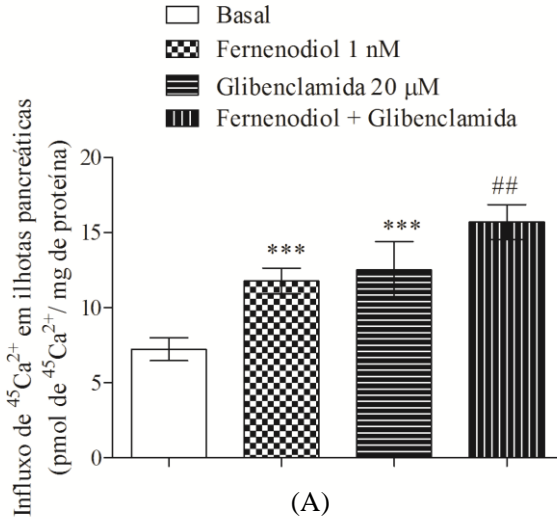 Basal
Fernenodiol 1 nM
Glibenclamida 20 μM
Fernenodiol + Glibenclamida
Influxo de ⁴⁵Ca²⁺ em ilhotas pancreáticas
(pmol de ⁴⁵Ca²⁺/ mg de proteína)
20
15
10
5
0
***
***
##
(A)